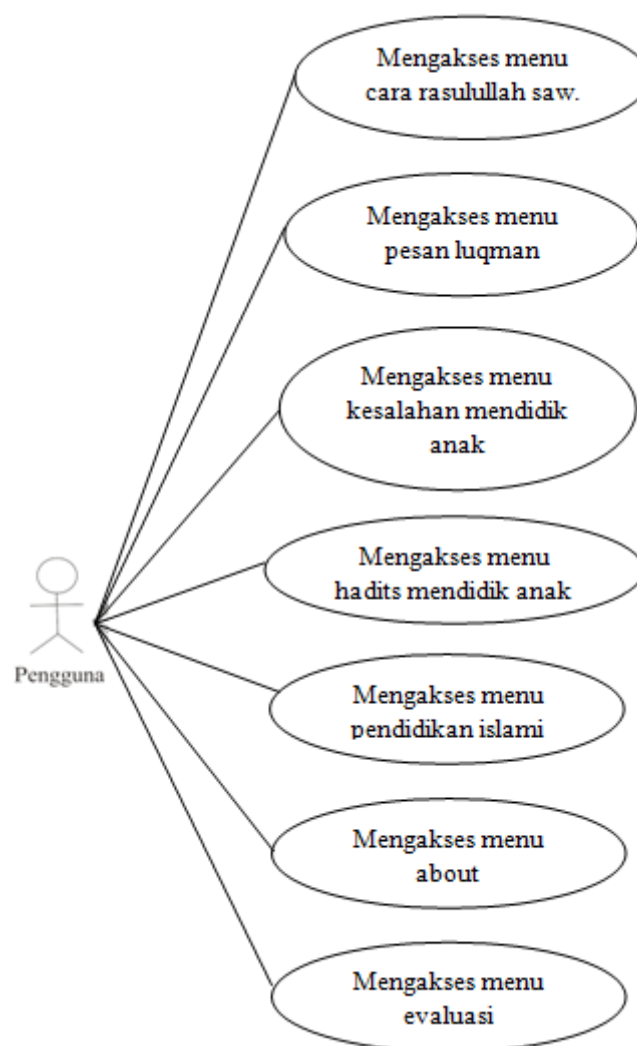 Mengakses menu
cara rasulullah saw.
Mengakses menu
pesan luqman
Mengakses menu
kesalahan mendidik
anak
Mengakses menu
hadits mendidik anak
Pengguna
Mengakses menu
pendidikan islami
Mengakses menu
about
Mengakses menu
evaluasi